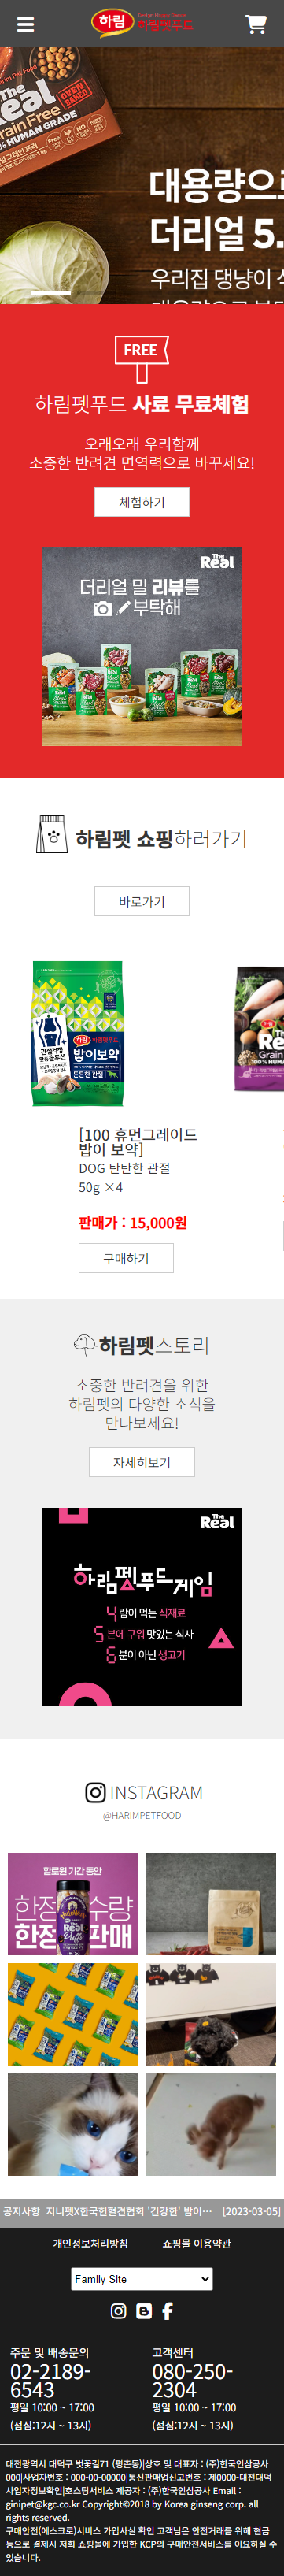 하림
하림펫푸드
The
Real
Grain Free
HUMAN GRADE
OVEN
BAKED
대용량으로
더리얼 5.
우리집 댕냥이 식
FREE
하림펫푸드 사료 무료체험
오래오래 우리함께
소중한 반려견 면역력으로 바꾸세요!
체험하기
The
Real
더리얼 밀 리뷰를
부탁해
하림펫 쇼핑하러가기
바로가기
[100 휴먼그레이드
밥이 보약]
DOG 탄탄한 관절
50g ×4
판매가 : 15,000원
구매하기
하림펫스토리
소중한 반려견을 위한
하림펫의 다양한 소식을
만나보세요!
자세히보기
The
Real
하림펫푸드게임
4람이 먹는 식재료
5븐에 구워 맛있는 식사
6분이 아닌 생고기
INSTAGRAM
@HARIMPETFOOD
할로윈 기간 동안
한정수량
한정판매
공지사항 지니펫X한국헌혈견협회 '건강한' 밤이··· [2023-03-05]
개인정보처리방침 쇼핑몰 이용약관
Family Site
주문 및 배송문의
02-2189-
6543
평일 10:00 ~ 17:00
(점심:12시 ~ 13시)
고객센터
080-250-
2304
평일 10:00 ~ 17:00
(점심:12시 ~ 13시)
대전광역시 대덕구 벚꽃길71 (평촌동)|상호 및 대표자 : (주)한국인삼공사
000|사업자번호 : 000-00-00000|통신판매업신고번호 : 제0000-대전대덕
사업자정보확인|호스팅서비스 제공자 : (주)한국인삼공사 Email :
ginipet@kgc.co.kr Copyright©2018 by Korea ginseng corp. all
rights reserved.
구매안전(에스크로)서비스 가입사실 확인 고객님은 안전거래를 위해 현금
등으로 결제시 저희 쇼핑몰에 가입한 KCP의 구매안전서비스를 이요하실 수
있습니다.